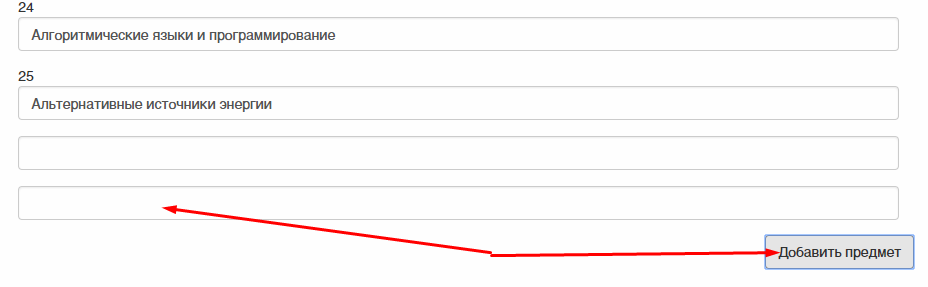 24
Алгоритмические языки и программирование
25
Альтернативные источники энергии
Добавить предмет